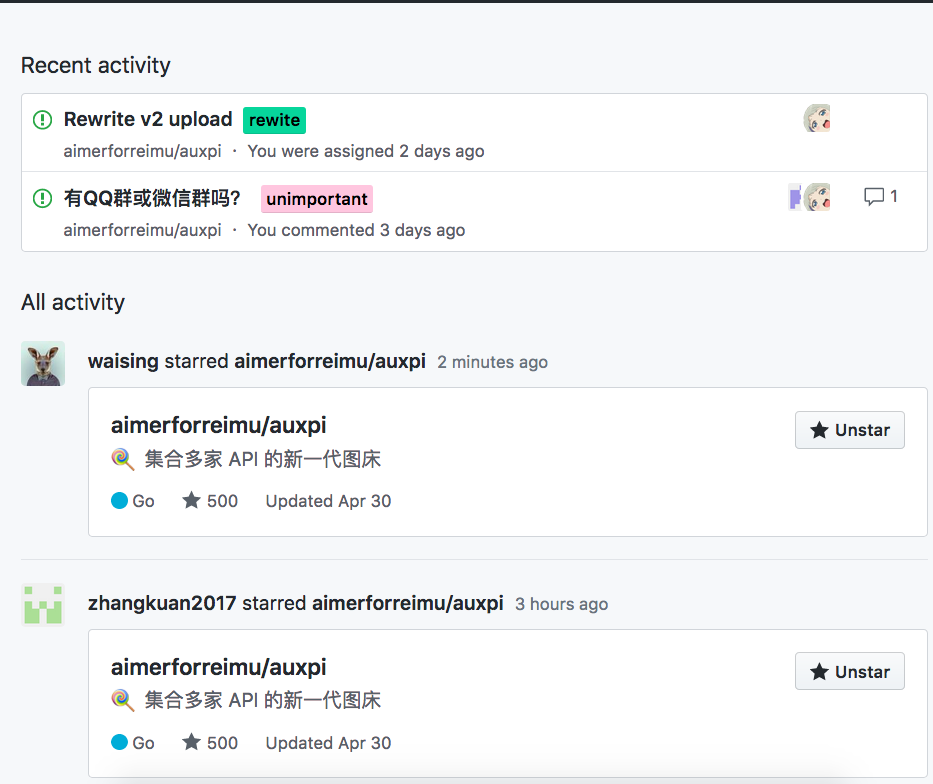 Recent activity
Rewrite v2 upload rewite
aimerforreimu/auxpi · You were assigned 2 days ago
有QQ群或微信群吗? unimportant 1
aimerforreimu/auxpi · You commented 3 days ago
All activity
waising starred aimerforreimu/auxpi 2 minutes ago
aimerforreimu/auxpi Unstar
集合多家 API 的新一代图床
Go 500 Updated Apr 30
zhangkuan2017 starred aimerforreimu/auxpi 3 hours ago
aimerforreimu/auxpi Unstar
集合多家 API 的新一代图床
Go 500 Updated Apr 30